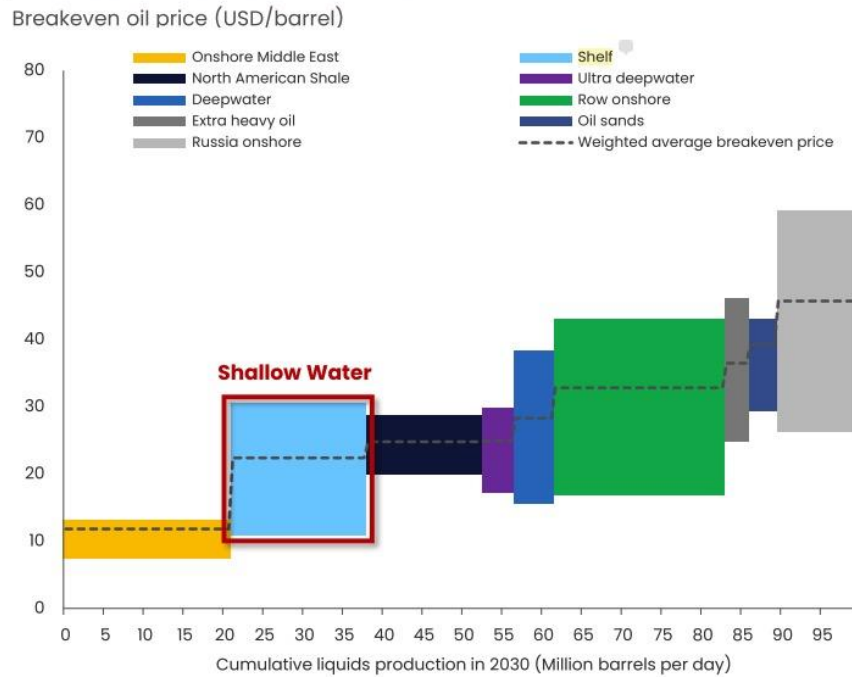 Breakeven oil price (USD/barrel)
Onshore Middle East
North American Shale
Deepwater
Extra heavy oil
Russia onshore
Shelf
Ultra deepwater
Row onshore
Oil sands
Weighted average breakeven price
80
70
60
50
40
30
20
10
0
Shallow Water
0 5 10 15 20 25 30 35 40 45 50 55 60 65 70 75 80 85 90 95
Cumulative liquids production in 2030 (Million barrels per day)